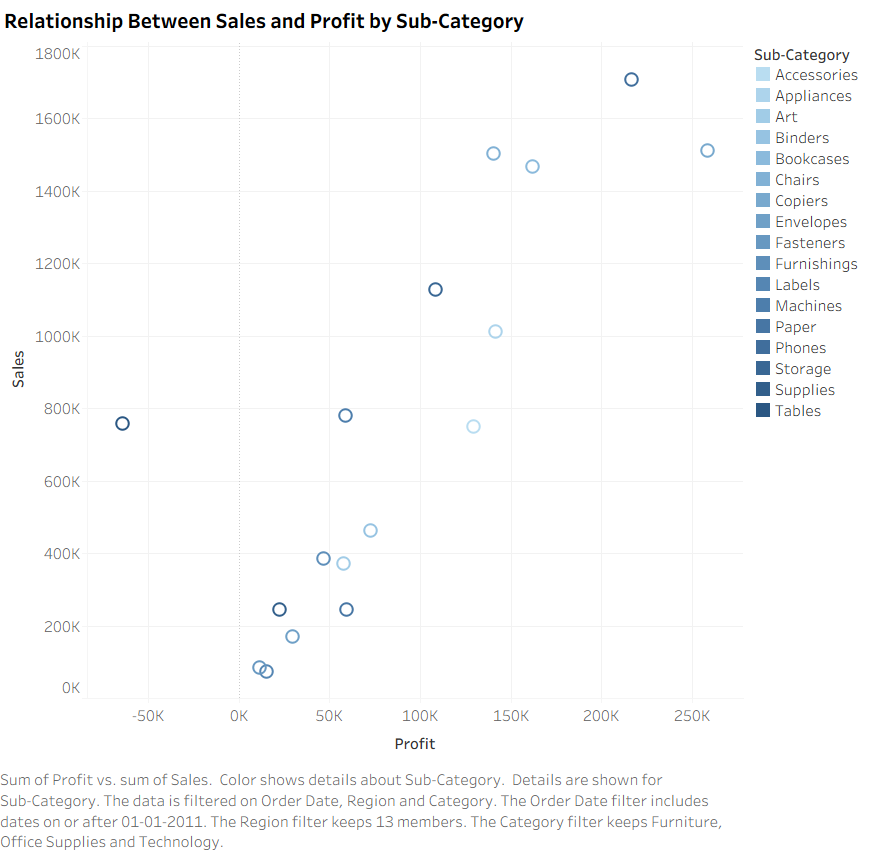 Relationship Between Sales and Profit by Sub-Category
1800K
1600K
1400K
1200K
1000K
800K
600K
400K
200K
0K
Sales
-50K 0K 50K 100K 150K 200K 250K
Profit
Sub-Category
Accessories
Appliances
Art
Binders
Bookcases
Chairs
Copiers
Envelopes
Fasteners
Furnishings
Labels
Machines
Paper
Phones
Storage
Supplies
Tables
Sum of Profit vs. sum of Sales. Color shows details about Sub-Category. Details are shown for
Sub-Category. The data is filtered on Order Date, Region and Category. The Order Date filter includes
dates on or after 01-01-2011. The Region filter keeps 13 members. The Category filter keeps Furniture,
Office Supplies and Technology.